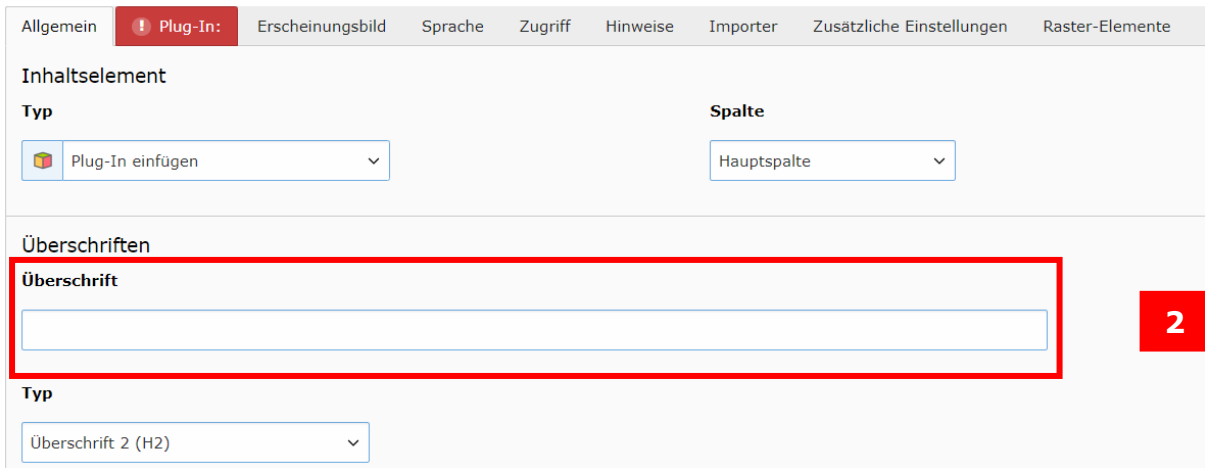 Allgemein ! Plug-In: Erscheinungsbild Sprache Zugriff Hinweise Importer Zusätzliche Einstellungen Raster-Elemente
Inhaltselement
Typ Spalte
Plug-In einfügen Hauptspalte
Überschriften
Überschrift
2
Typ
Überschrift 2 (H2)